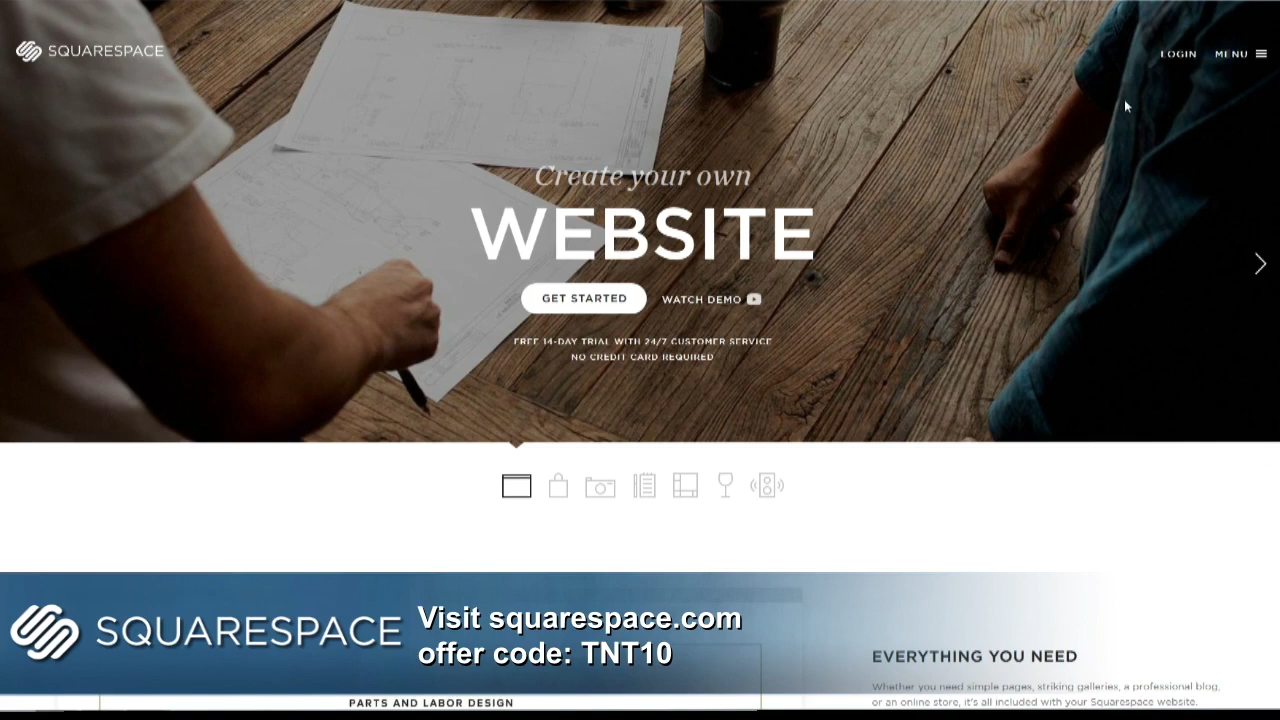 SQUARESPACE
LOGIN MENU
Create your own
WEBSITE
GET STARTED WATCH DEMO
FREE 14-DAY TRIAL WITH 24/7 CUSTOMER SERVICE
NO CREDIT CARD REQUIRED
SQUARESPACE
Visit squarespace.com
offer code: TNT10
EVERYTHING YOU NEED
Whether you need simple pages, striking galleries, a professional blog,
or an online store, it's all included with your Squarespace website.
PARTS AND LABOR DESIGN